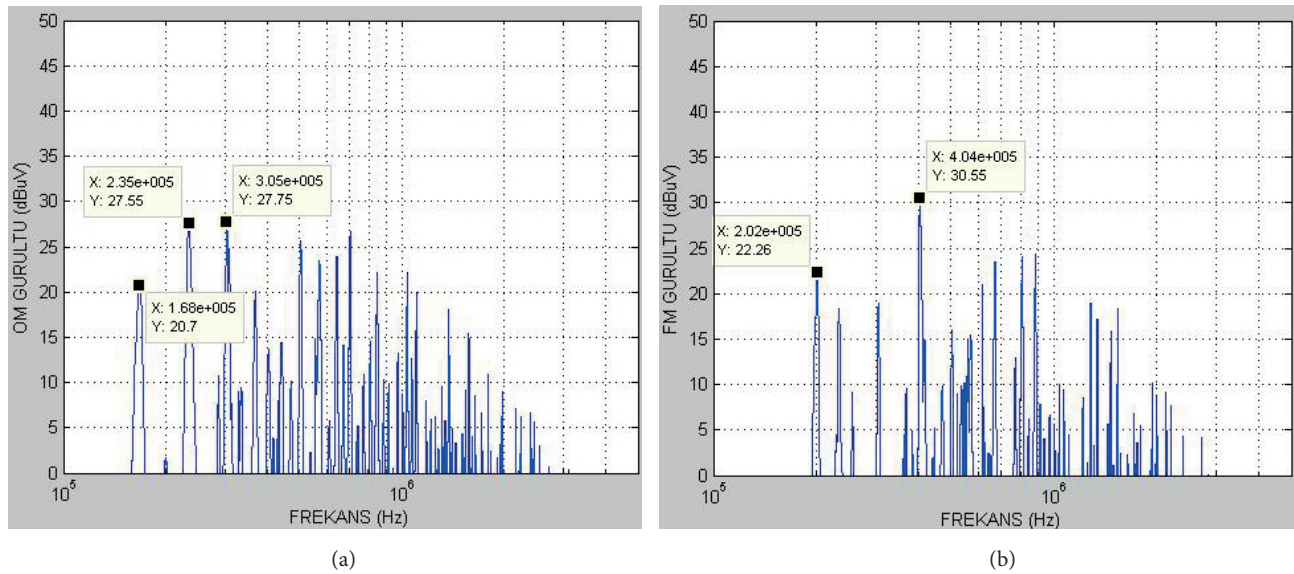 50
45
40
35
30
25
20
15
10
5
0
OM GURULTU (dBuV)
X: 2.35e+005
Y: 27.55
X: 3.05e+005
Y: 27.75
X: 1.68e+005
Y: 20.7
10^5
10^6
FREKANS (Hz)
(a)
50
45
40
35
30
25
20
15
10
5
0
FM GURULTU (dBuV)
X: 4.04e+005
Y: 30.55
X: 2.02e+005
Y: 22.26
10^5
10^6
FREKANS (Hz)
(b)